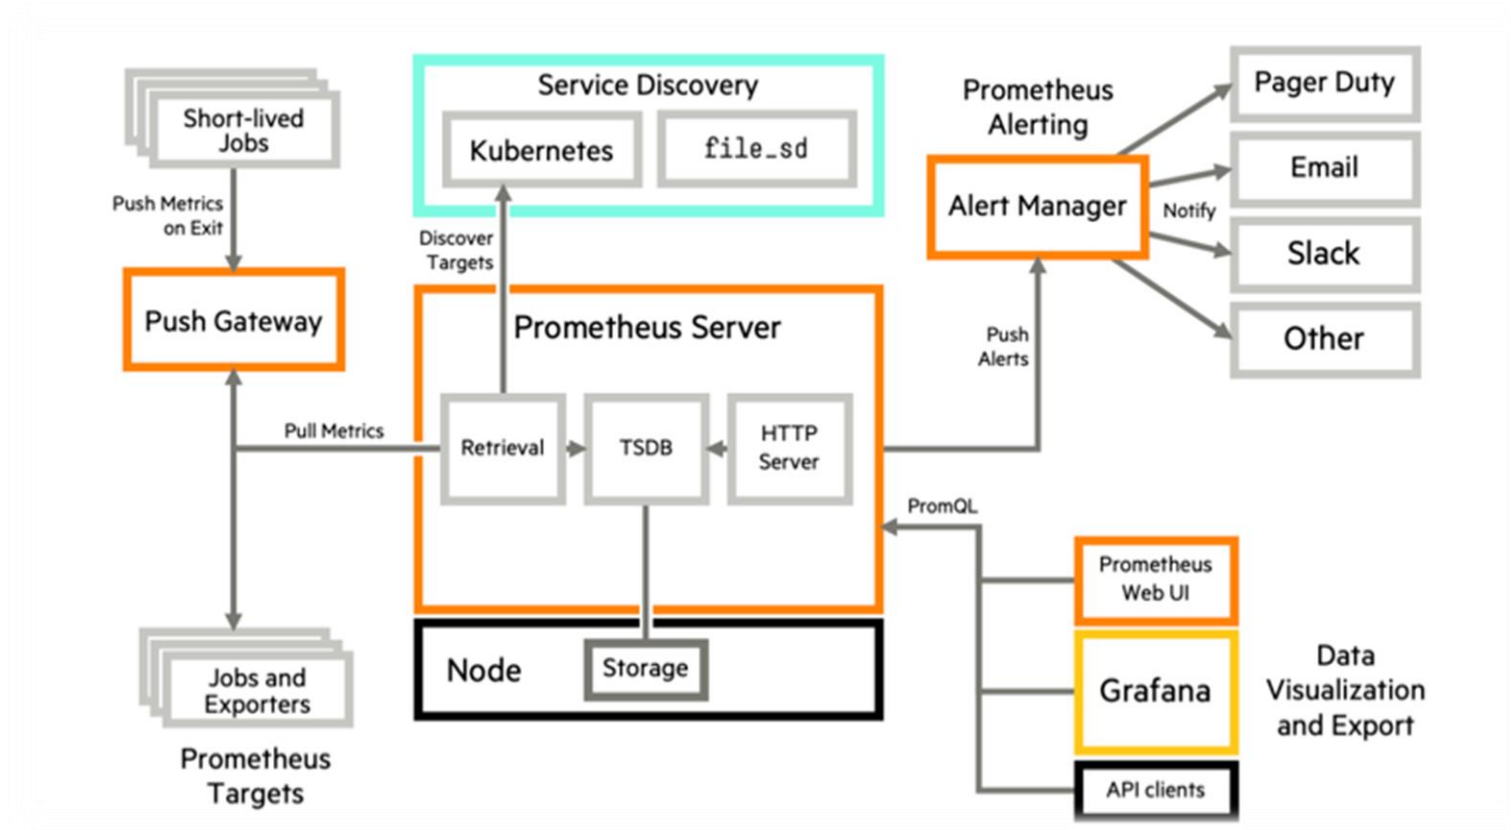 Short-lived
Jobs
Push Metrics
on Exit
Push Gateway
Pull Metrics
Jobs and
Exporters
Prometheus
Targets
Service Discovery
Kubernetes
file_sd
Discover
Targets
Prometheus Server
Retrieval
TSDB
HTTP
Server
Node
Storage
Prometheus
Alerting
Alert Manager
Notify
Pager Duty
Email
Slack
Other
Push
Alerts
PromQL
Prometheus
Web UI
Grafana
API clients
Data
Visualization
and Export